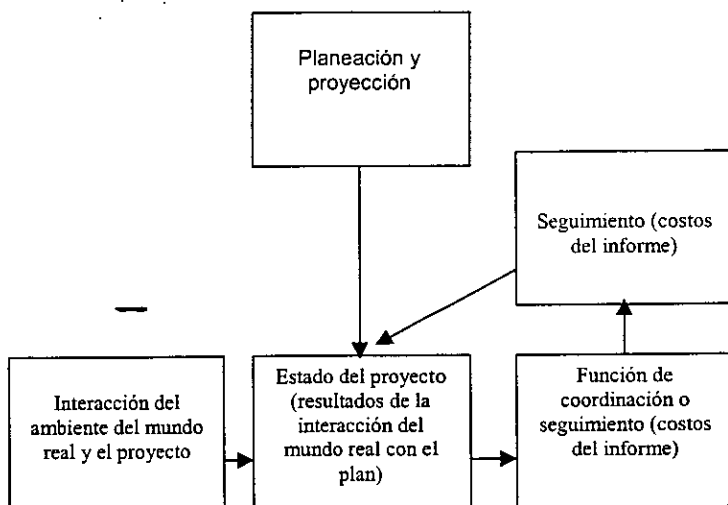 Planeación y
proyección
Seguimiento (costos
del informe)
Interacción del
ambiente del mundo
real y el proyecto
Estado del proyecto
(resultados de la
interacción del
mundo real con el
plan)
Función de
coordinación o
seguimiento (costos
del informe)